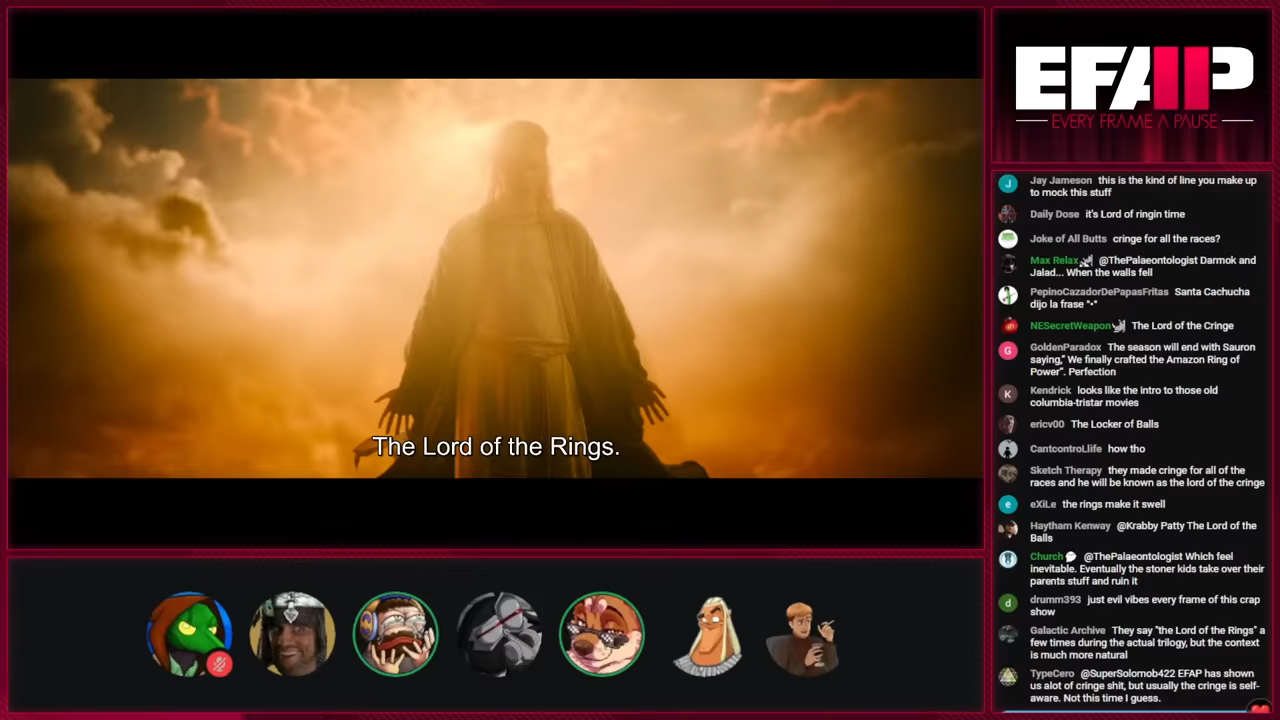 The Lord of the Rings.
EFAP
EVERY FRAME A PAUSE
Jay Jameson this is the kind of line you make up
to mock this stuff
Daily Dose it's Lord of ringin time
Joke of All Butts cringe for all the races?
Max Relax @ThePalaeontologist Darmok and
Jalad... When the walls fell
PepinoCazadorDePapasFritas Santa Cachucha
dijo la frase °-°
NESecretWeapon The Lord of the Cringe
GoldenParadox The season will end with Sauron
saying," We finally crafted the Amazon Ring of
Power". Perfection
Kendrick looks like the intro to those old
columbia-tristar movies
ericv00 The Locker of Balls
CantcontroLlife how tho
Sketch Therapy they made cringe for all of the
races and he will be known as the lord of the cringe
eXiLe the rings make it swell
Haytham Kenway @Krabby Patty The Lord of the
Balls
Church @ThePalaeontologist Which feel
inevitable. Eventually the stoner kids take over their
parents stuff and ruin it
drumm393 just evil vibes every frame of this crap
show
Galactic Archive They say "the Lord of the Rings" a
few times during the actual trilogy, but the context
is much more natural
TypeCero @SuperSolomob422 EFAP has shown
us alot of cringe shit, but usually the cringe is self-
aware. Not this time I guess.
J
G
K
e
d